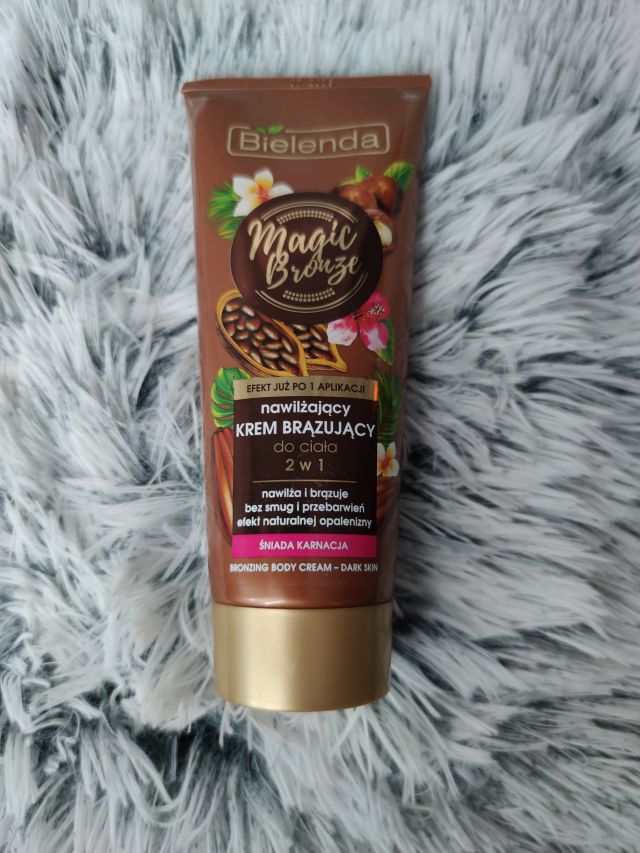 Bielenda
Magic
Bronze
EFEKT JUŻ PO 1 APLIKACJI
nawilżający
KREM BRĄZUJĄCY
do ciała
2 w 1
nawilża i brązuje
bez smug i przebarwień
efekt naturalnej opalenizny
ŚNIADA KARNACJA
BRONZING BODY CREAM – DARK SKIN